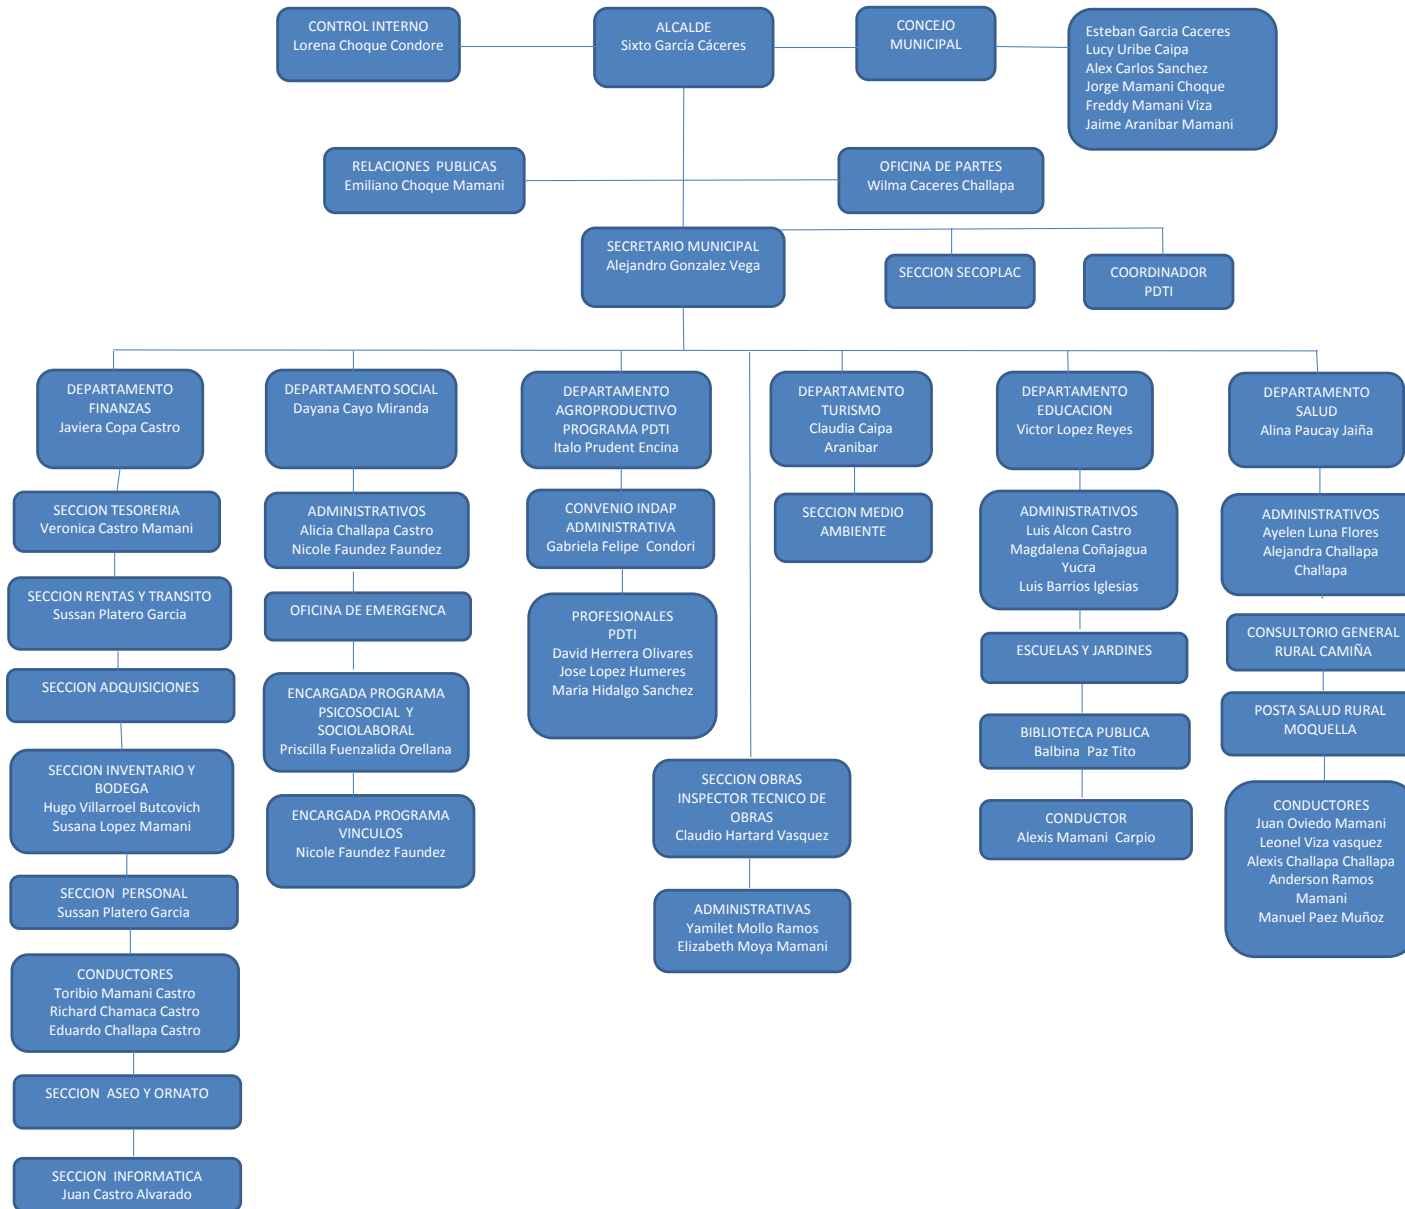 CONTROL INTERNO
Lorena Choque Condore
ALCALDE
Sixto García Cáceres
CONCEJO
MUNICIPAL
Esteban Garcia Caceres
Lucy Uribe Caipa
Alex Carlos Sanchez
Jorge Mamani Choque
Freddy Mamani Viza
Jaime Aranibar Mamani
RELACIONES PUBLICAS
Emiliano Choque Mamani
OFICINA DE PARTES
Wilma Caceres Challapa
SECRETARIO MUNICIPAL
Alejandro Gonzalez Vega
SECCION SECOPLAC
COORDINADOR
PDTI
DEPARTAMENTO
FINANZAS
Javiera Copa Castro
SECCION TESORERIA
Veronica Castro Mamani
SECCION RENTAS Y TRANSITO
Sussan Platero Garcia
SECCION ADQUISICIONES
SECCION INVENTARIO Y
BODEGA
Hugo Villarroel Butcovich
Susana Lopez Mamani
SECCION PERSONAL
Sussan Platero Garcia
CONDUCTORES
Toribio Mamani Castro
Richard Chamaca Castro
Eduardo Challapa Castro
SECCION ASEO Y ORNATO
SECCION INFORMATICA
Juan Castro Alvarado
DEPARTAMENTO SOCIAL
Dayana Cayo Miranda
ADMINISTRATIVOS
Alicia Challapa Castro
Nicole Faundez Faundez
OFICINA DE EMERGENCA
ENCARGADA PROGRAMA
PSICOSOCIAL Y
SOCIOLABORAL
Priscilla Fuenzalida Orellana
ENCARGADA PROGRAMA
VINCULOS
Nicole Faundez Faundez
DEPARTAMENTO
AGROPRODUCTIVO
PROGRAMA PDTI
Italo Prudent Encina
CONVENIO INDAP
ADMINISTRATIVA
Gabriela Felipe Condori
PROFESIONALES
PDTI
David Herrera Olivares
Jose Lopez Humeres
Maria Hidalgo Sanchez
SECCION OBRAS
INSPECTOR TECNICO DE
OBRAS
Claudio Hartard Vasquez
ADMINISTRATIVAS
Yamilet Mollo Ramos
Elizabeth Moya Mamani
DEPARTAMENTO
TURISMO
Claudia Caipa
Aranibar
SECCION MEDIO
AMBIENTE
DEPARTAMENTO
EDUCACION
Victor Lopez Reyes
ADMINISTRATIVOS
Luis Alcon Castro
Magdalena Coñajagua
Yucra
Luis Barrios Iglesias
ESCUELAS Y JARDINES
BIBLIOTECA PUBLICA
Balbina Paz Tito
CONDUCTOR
Alexis Mamani Carpio
DEPARTAMENTO
SALUD
Alina Paucay Jaiña
ADMINISTRATIVOS
Ayelen Luna Flores
Alejandra Challapa
Challapa
CONSULTORIO GENERAL
RURAL CAMIÑA
POSTA SALUD RURAL
MOQUELLA
CONDUCTORES
Juan Oviedo Mamani
Leonel Viza vasquez
Alexis Challapa Challapa
Anderson Ramos
Mamani
Manuel Paez Muñoz